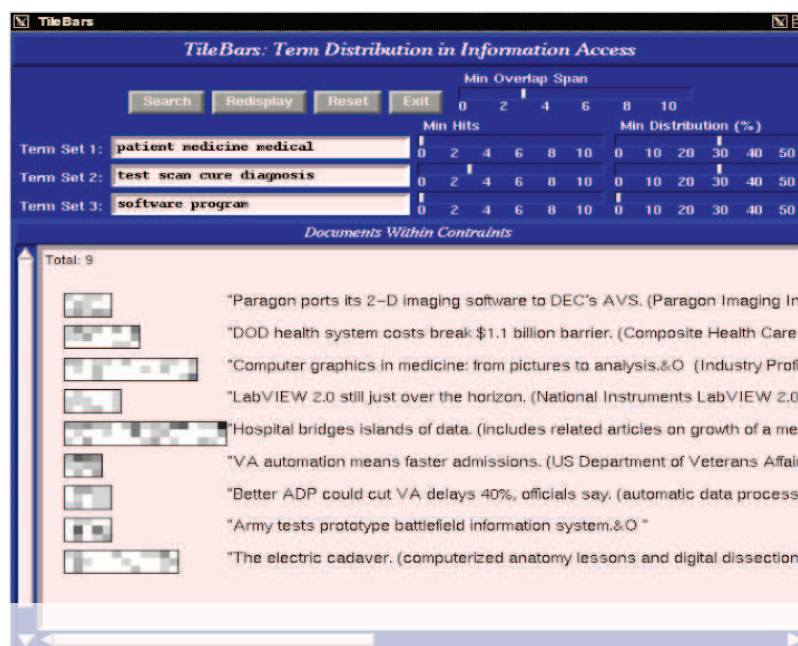 TileBars
TileBars: Term Distribution in Information Access
Min Overlap Span
Search Redisplay Reset Exit
0 2 4 6 8 10
Min Hits Min Distribution (%)
Term Set 1: patient medicine medical
0 2 4 6 8 10 0 10 20 30 40 50
Term Set 2: test scan cure diagnosis
0 2 4 6 8 10 0 10 20 30 40 50
Term Set 3: software program
0 2 4 6 8 10 0 10 20 30 40 50
Documents Within Contraints
Total: 9
"Paragon ports its 2-D imaging software to DEC's AVS. (Paragon Imaging In
"DOD health system costs break $1.1 billion barrier. (Composite Health Care
"Computer graphics in medicine: from pictures to analysis.&O (Industry Profi
"LabVIEW 2.0 still just over the horizon. (National Instruments LabVIEW 2.0
"Hospital bridges islands of data. (includes related articles on growth of a me
"VA automation means faster admissions. (US Department of Veterans Affai
"Better ADP could cut VA delays 40%, officials say. (automatic data process
"Army tests prototype battlefield information system.&O "
"The electric cadaver. (computerized anatomy lessons and digital dissection